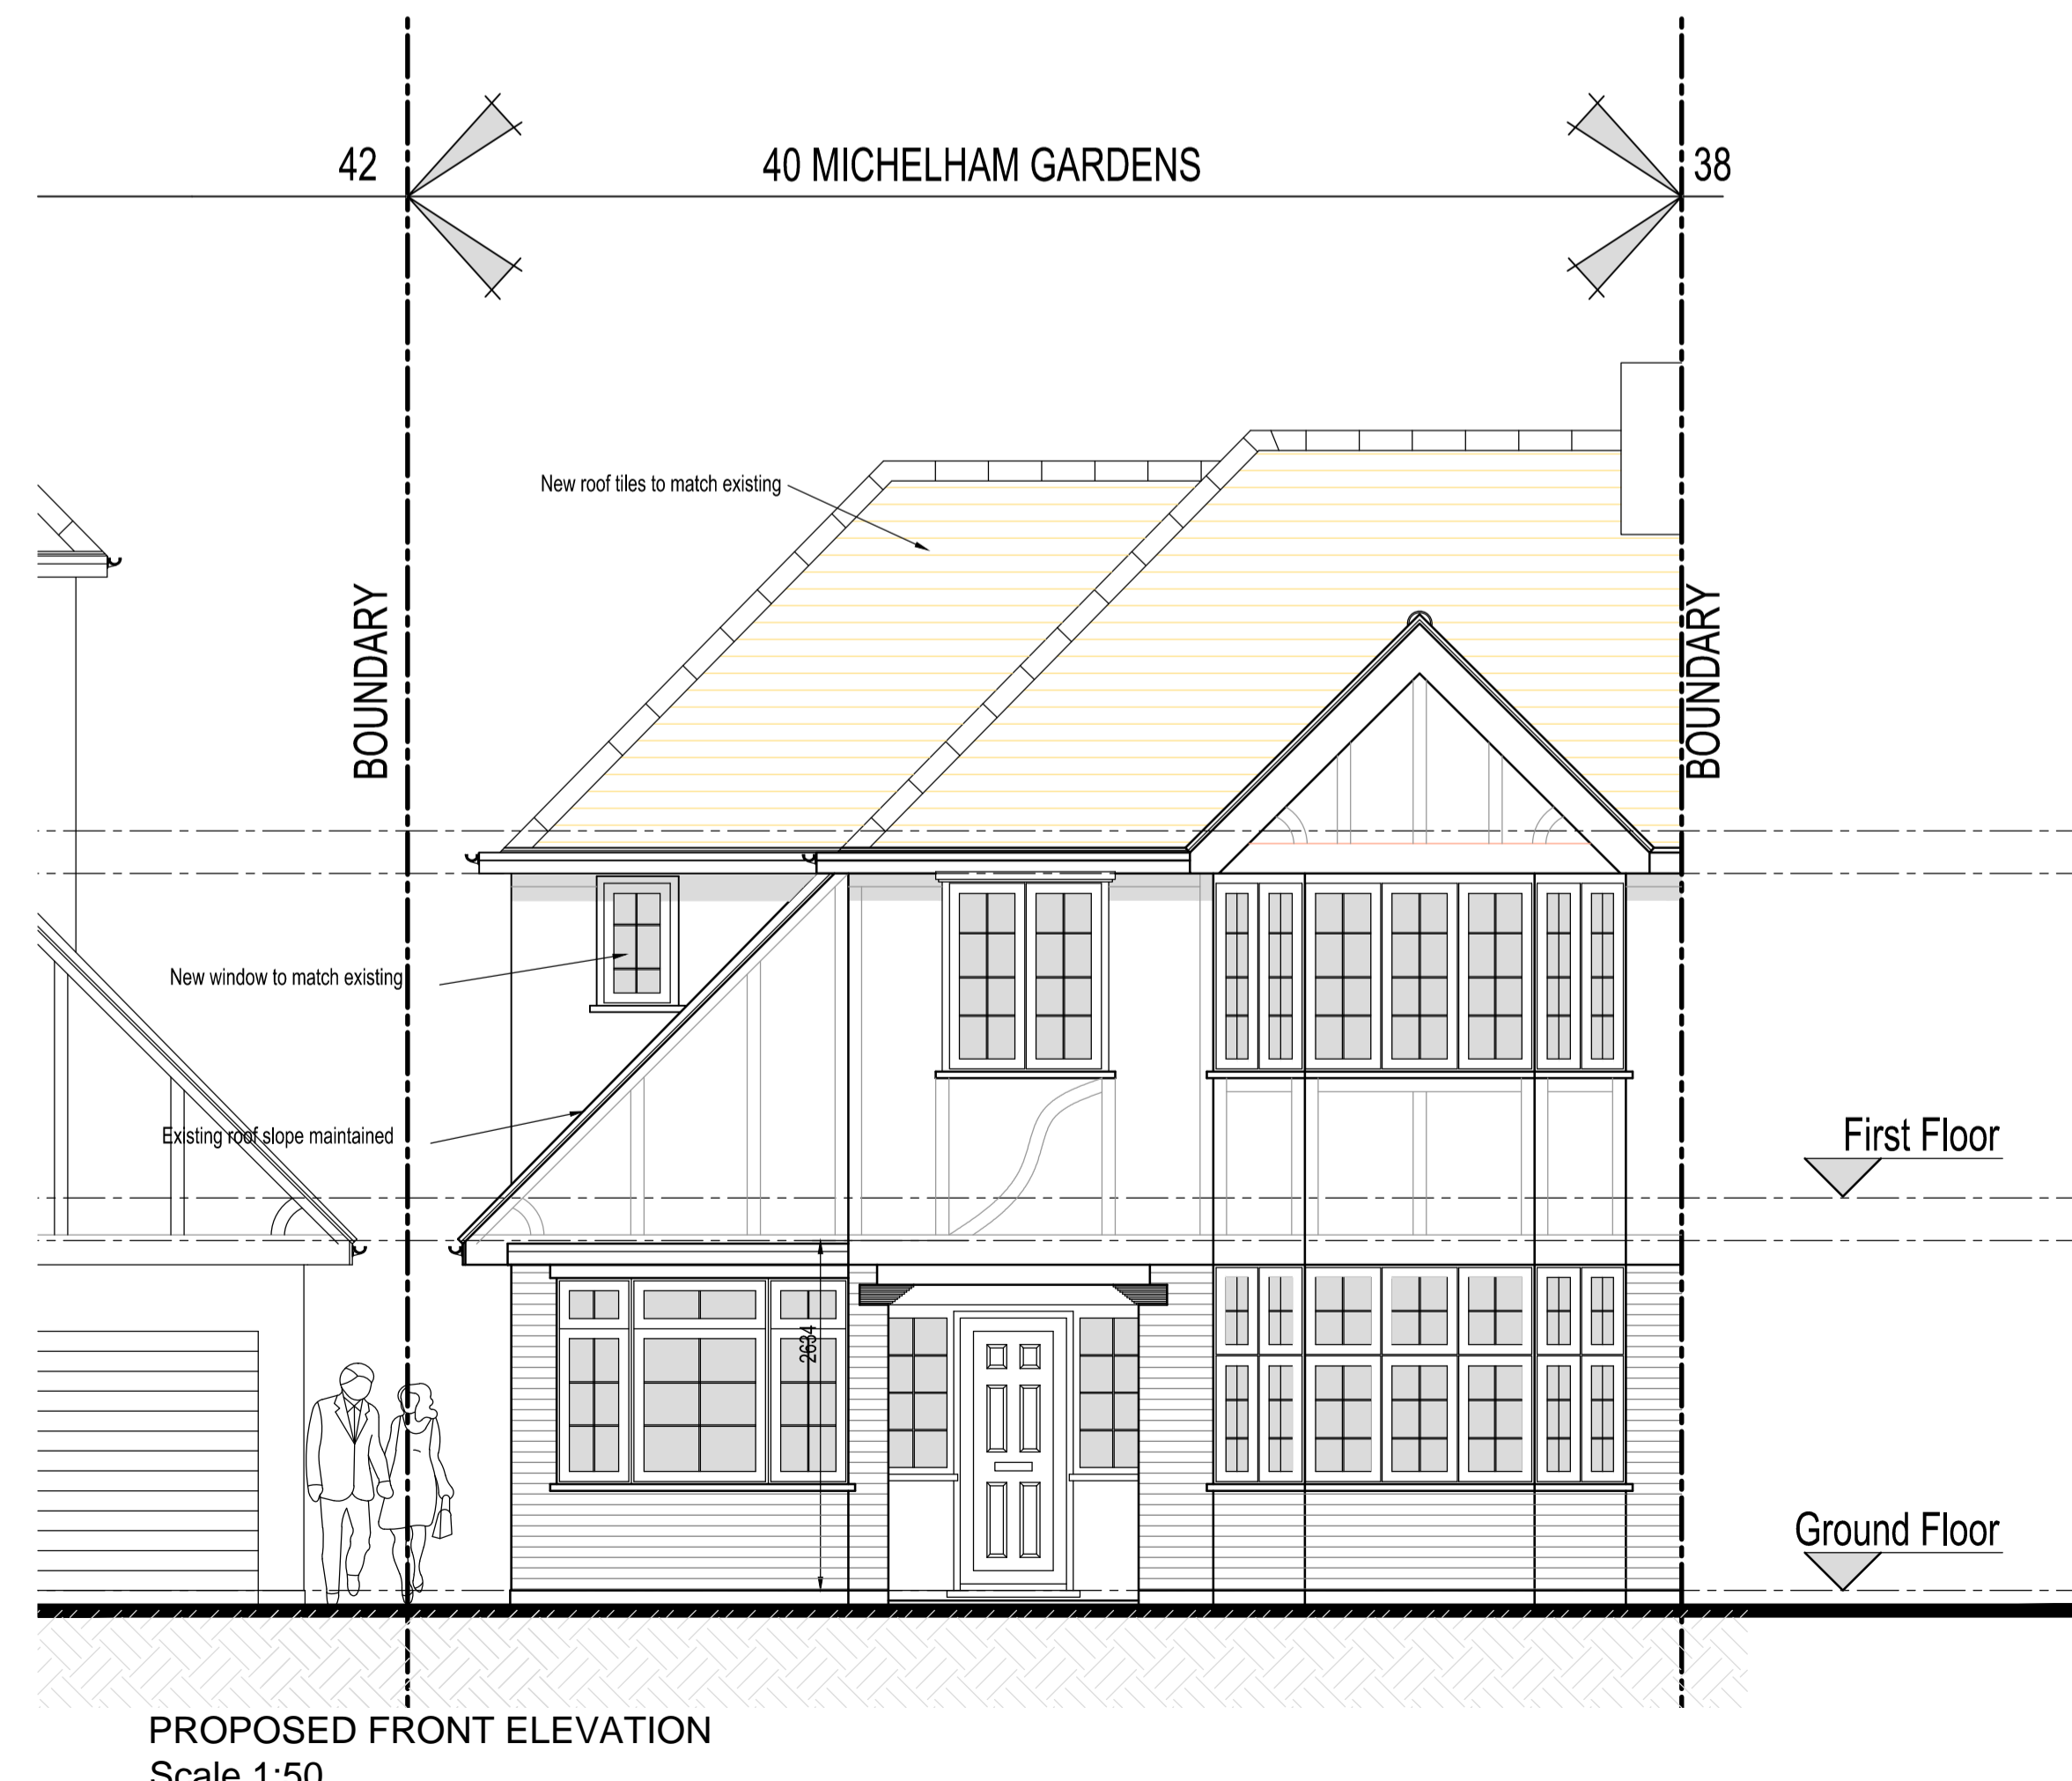 42
40 MICHELHAM GARDENS
38
New roof tiles to match existing
BOUNDARY
BOUNDARY
New window to match existing
Existing roof slope maintained
First Floor
2634
Ground Floor
PROPOSED FRONT ELEVATION
Scale 1:50